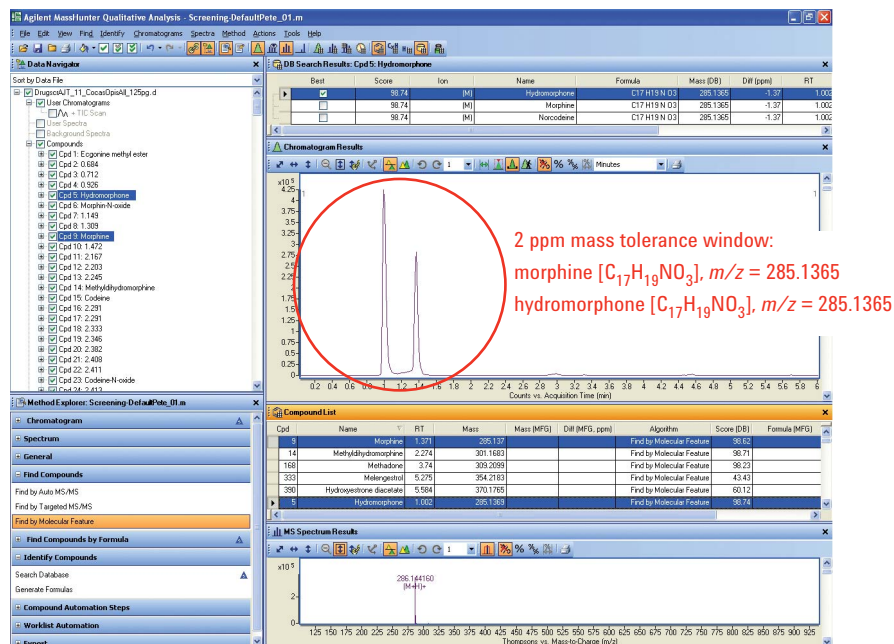 Agilent MassHunter Qualitative Analysis - Screening-DefaultPete_01.m
File Edit View Find Identify Chromatograms Spectra Method Actions Tools Help
Data Navigator
Sort by Data File
DrugscrAJT_11_CocasOpisAll_125pg.d
User Chromatograms
+ TIC Scan
User Spectra
Background Spectra
Compounds
Cpd 1: Ecgonine methyl ester
Cpd 2: 0.684
Cpd 3: 0.712
Cpd 4: 0.926
Cpd 5: Hydromorphone
Cpd 6: Morphin-N-oxide
Cpd 7: 1.149
Cpd 8: 1.309
Cpd 9: Morphine
Cpd 10: 1.472
Cpd 11: 2.167
Cpd 12: 2.203
Cpd 13: 2.245
Cpd 14: Methyldihydromorphine
Cpd 15: Codeine
Cpd 16: 2.291
Cpd 17: 2.291
Cpd 18: 2.333
Cpd 19: 2.346
Cpd 20: 2.382
Cpd 21: 2.408
Cpd 22: 2.411
Cpd 23: Codeine-N-oxide
Cpd 24: 2.413
Method Explorer: Screening-DefaultPete_01.m
Chromatogram
Spectrum
General
Find Compounds
Find by Auto MS/MS
Find by Targeted MS/MS
Find by Molecular Feature
Find Compounds by Formula
Identify Compounds
Search Database
Generate Formulas
Compound Automation Steps
Worklist Automation
Export
DB Search Results: Cpd 5: Hydromorphone
Best Score Ion Name Formula Mass (DB) Diff (ppm) RT
98.74 (M) Hydromorphone C17 H19 N O3 285.1365 -1.37 1.002
98.74 (M) Morphine C17 H19 N O3 285.1365 -1.37 1.002
98.74 (M) Norcodeine C17 H19 N O3 285.1365 -1.37 1.002
Chromatogram Results
1 Minutes
x10 5
1 1
4.25
4
3.75
3.5
3.25
3
2.75
2.5
2.25
2
1.75
1.5
1.25
1
0.75
0.5
0.25
0
0.2 0.4 0.6 0.8 1 1.2 1.4 1.6 1.8 2 2.2 2.4 2.6 2.8 3 3.2 3.4 3.6 3.8 4 4.2 4.4 4.6 4.8 5 5.2 5.4 5.6 5.8 6
Counts vs. Acquisition Time (min)
2 ppm mass tolerance window:
morphine [C17H19NO3], m/z = 285.1365
hydromorphone [C17H19NO3], m/z = 285.1365
Compound List
Cpd Name RT Mass Mass (MFG) Diff (MFG, ppm) Algorithm Score (DB) Formula (MFG)
9 Morphine 1.371 285.137 Find by Molecular Feature 98.62
14 Methyldihydromorphine 2.274 301.1683 Find by Molecular Feature 98.71
168 Methadone 3.74 309.2099 Find by Molecular Feature 98.23
333 Melengestrol 5.275 354.2183 Find by Molecular Feature 43.43
390 Hydroxyestrone diacetate 5.584 370.1765 Find by Molecular Feature 60.12
5 Hydromorphone 1.002 285.1369 Find by Molecular Feature 98.74
MS Spectrum Results
1
x10 5
286.144160
(M+H)+
2
0
125 150 175 200 225 250 275 300 325 350 375 400 425 450 475 500 525 550 575 600 625 650 675 700 725 750 775 800 825 850 875 900 925
Thompsons vs. Mass-to-Charge (m/z)